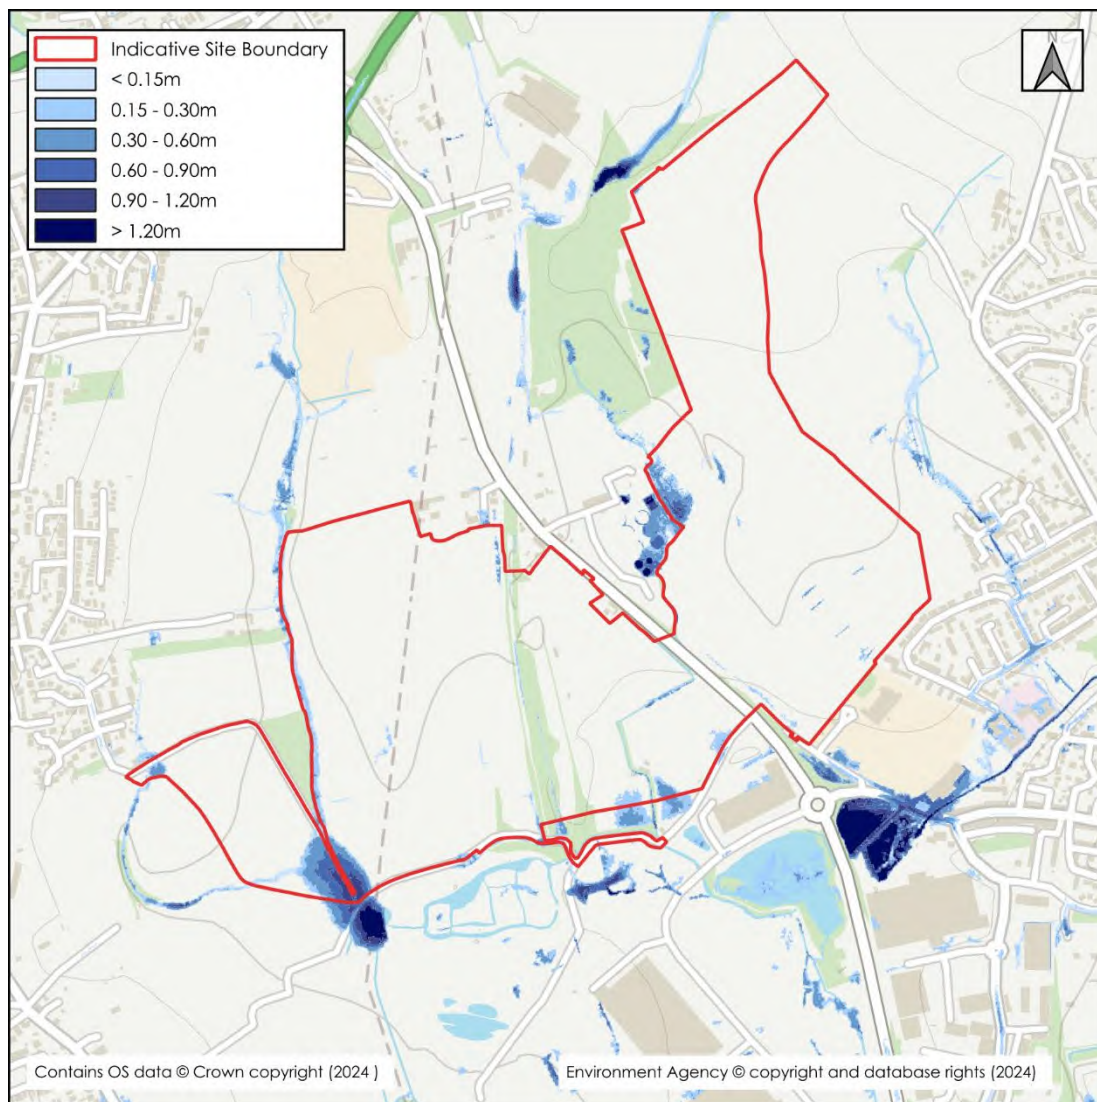 Indicative Site Boundary
< 0.15m
0.15 - 0.30m
0.30 - 0.60m
0.60 - 0.90m
0.90 - 1.20m
> 1.20m
N
Contains OS data © Crown copyright (2024 )
Environment Agency © copyright and database rights (2024)